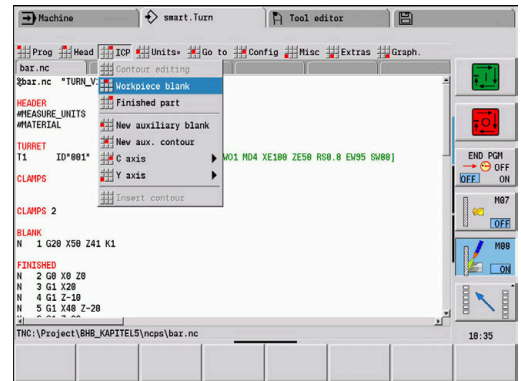 Machine smart.Turn Tool editor
Prog Head ICP Units» Go to Config Misc Extras Graph.
bar.nc
Contour editing
Workpiece blank
Finished part
New auxiliary blank
New aux. contour
C axis
Y axis
Insert contour
%bar.nc "TURN_V
HEADER
#MEASURE_UNITS
#MATERIAL
TURRET
T1 ID"001" WO1 MD4 XE100 ZE50 RS0.8 EW95 SW80]
CLAMPS
CLAMPS 2
BLANK
N 1 G20 X50 Z41 K1
FINISHED
N 2 G0 X0 Z0
N 3 G1 X20
N 4 G1 Z-10
N 5 G1 X40 Z-20
TNC:\Project\BHB_KAPITEL5\ncps\bar.nc
END PGM
OFF
OFF ON
M07
OFF
M08
ON
10:35